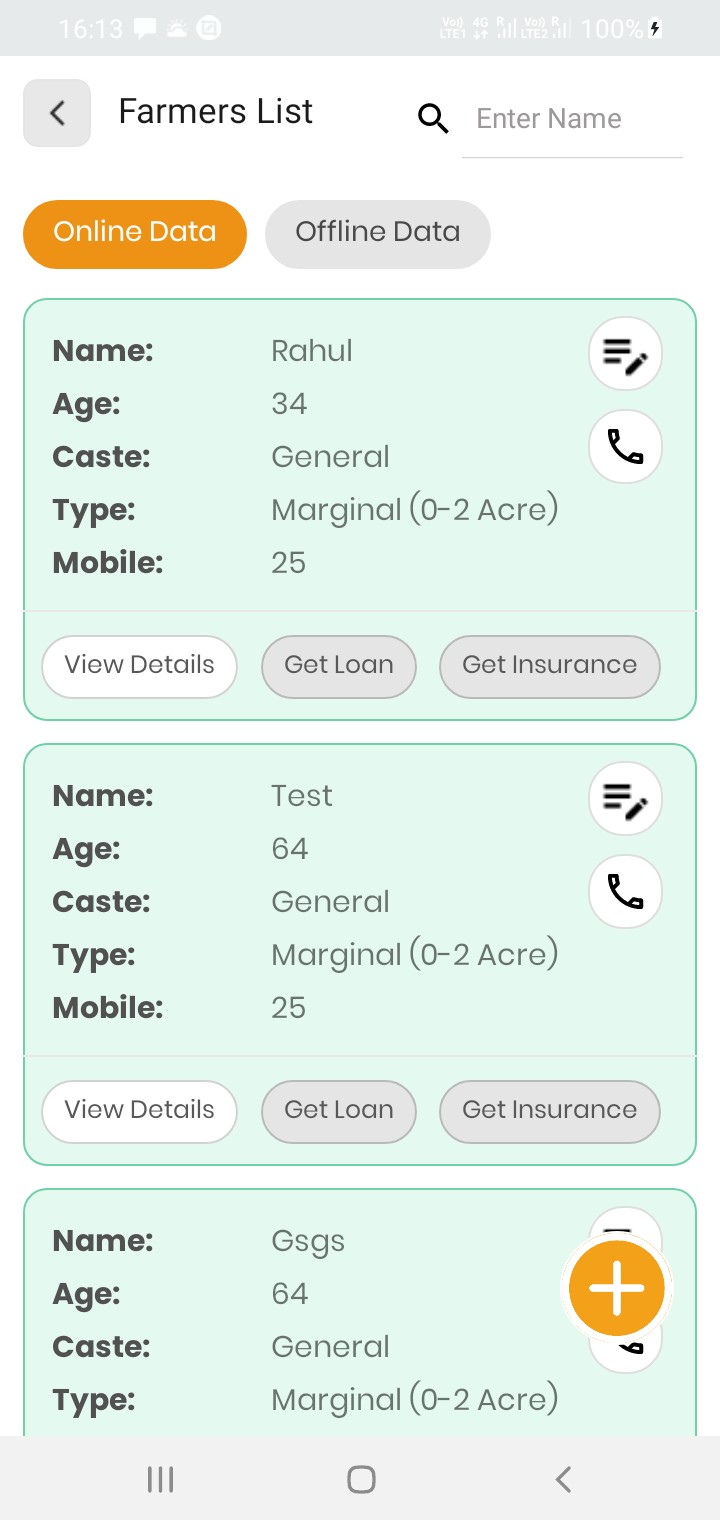 16:13 Vo) LTE1 4G R Vo) LTE2 R 100%
Farmers List Enter Name
Online Data Offline Data
Name: Rahul
Age: 34
Caste: General
Type: Marginal (0-2 Acre)
Mobile: 25
View Details Get Loan Get Insurance
Name: Test
Age: 64
Caste: General
Type: Marginal (0-2 Acre)
Mobile: 25
View Details Get Loan Get Insurance
Name: Gsgs
Age: 64
Caste: General
Type: Marginal (0-2 Acre)